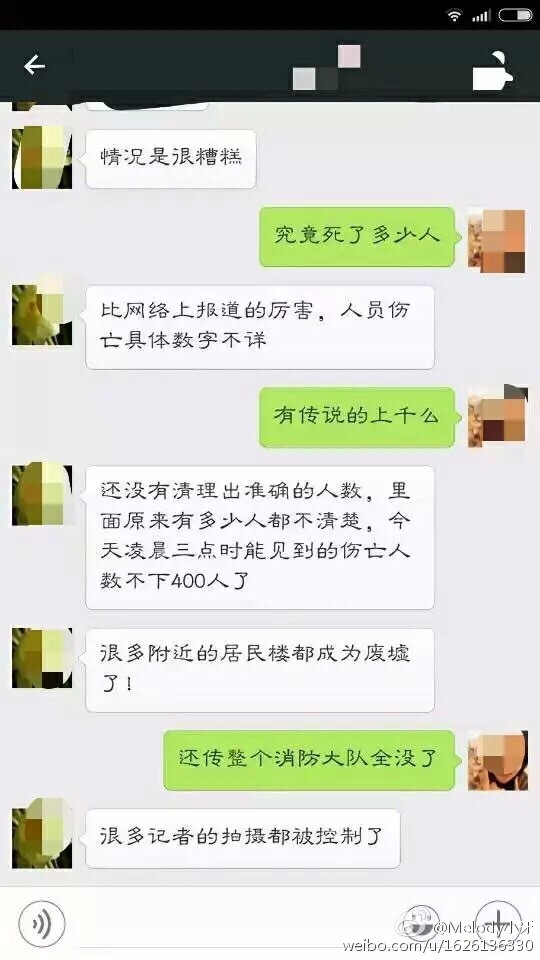 情况是很糟糕
究竟死了多少人
比网络上报道的厉害，人员伤
亡具体数字不详
有传说的上千么
还没有清理出准确的人数，里
面原来有多少人都不清楚，今
天凌晨三点时能见到的伤亡人
数不下400人了
很多附近的居民楼都成为废墟
了！
还传整个消防大队全没了
很多记者的拍摄都被控制了
weibo.com/u/1626136330